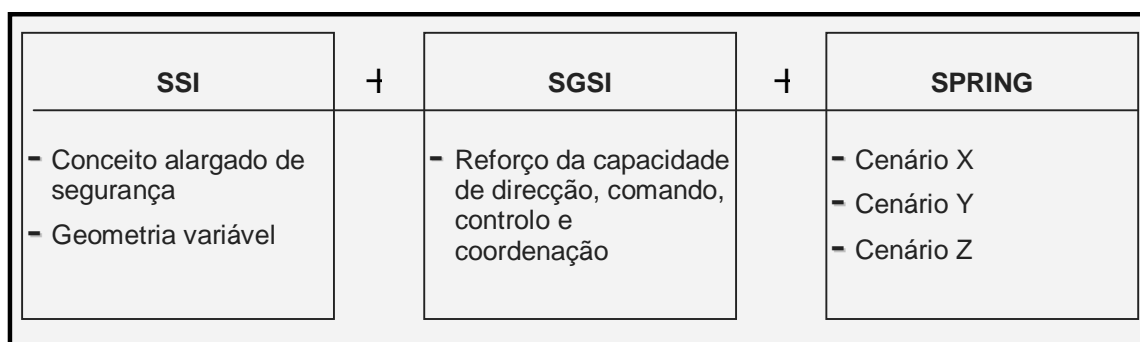 SSI + SGSI + SPRING
- Conceito alargado de
segurança
- Geometria variável
- Reforço da capacidade
de direcção, comando,
controlo e
coordenação
- Cenário X
- Cenário Y
- Cenário Z